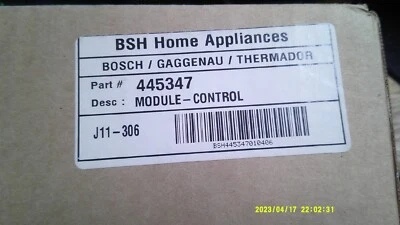 BSH Home Appliances
BOSCH / GAGGENAU / THERMADOR
Part # 445347
Desc : MODULE-CONTROL
J11-306
BSH445347010406
2023/04/17 22:02:31